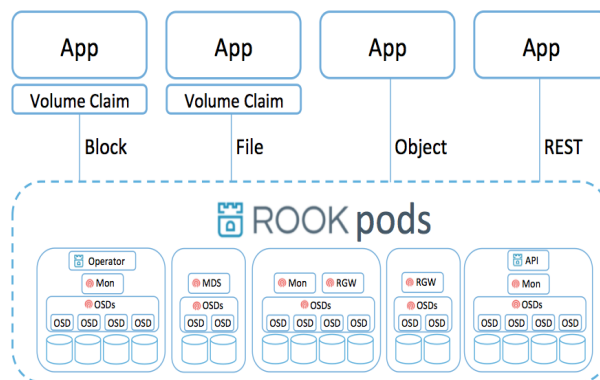 App App App App
Volume Claim Volume Claim
Block File Object REST
ROOK pods
Operator MDS Mon RGW RGW API
Mon OSDs OSDs OSDs Mon
OSDs OSD OSD OSD OSD OSD OSD OSD OSD OSDs
OSD OSD OSD OSD OSD OSD OSD OSD